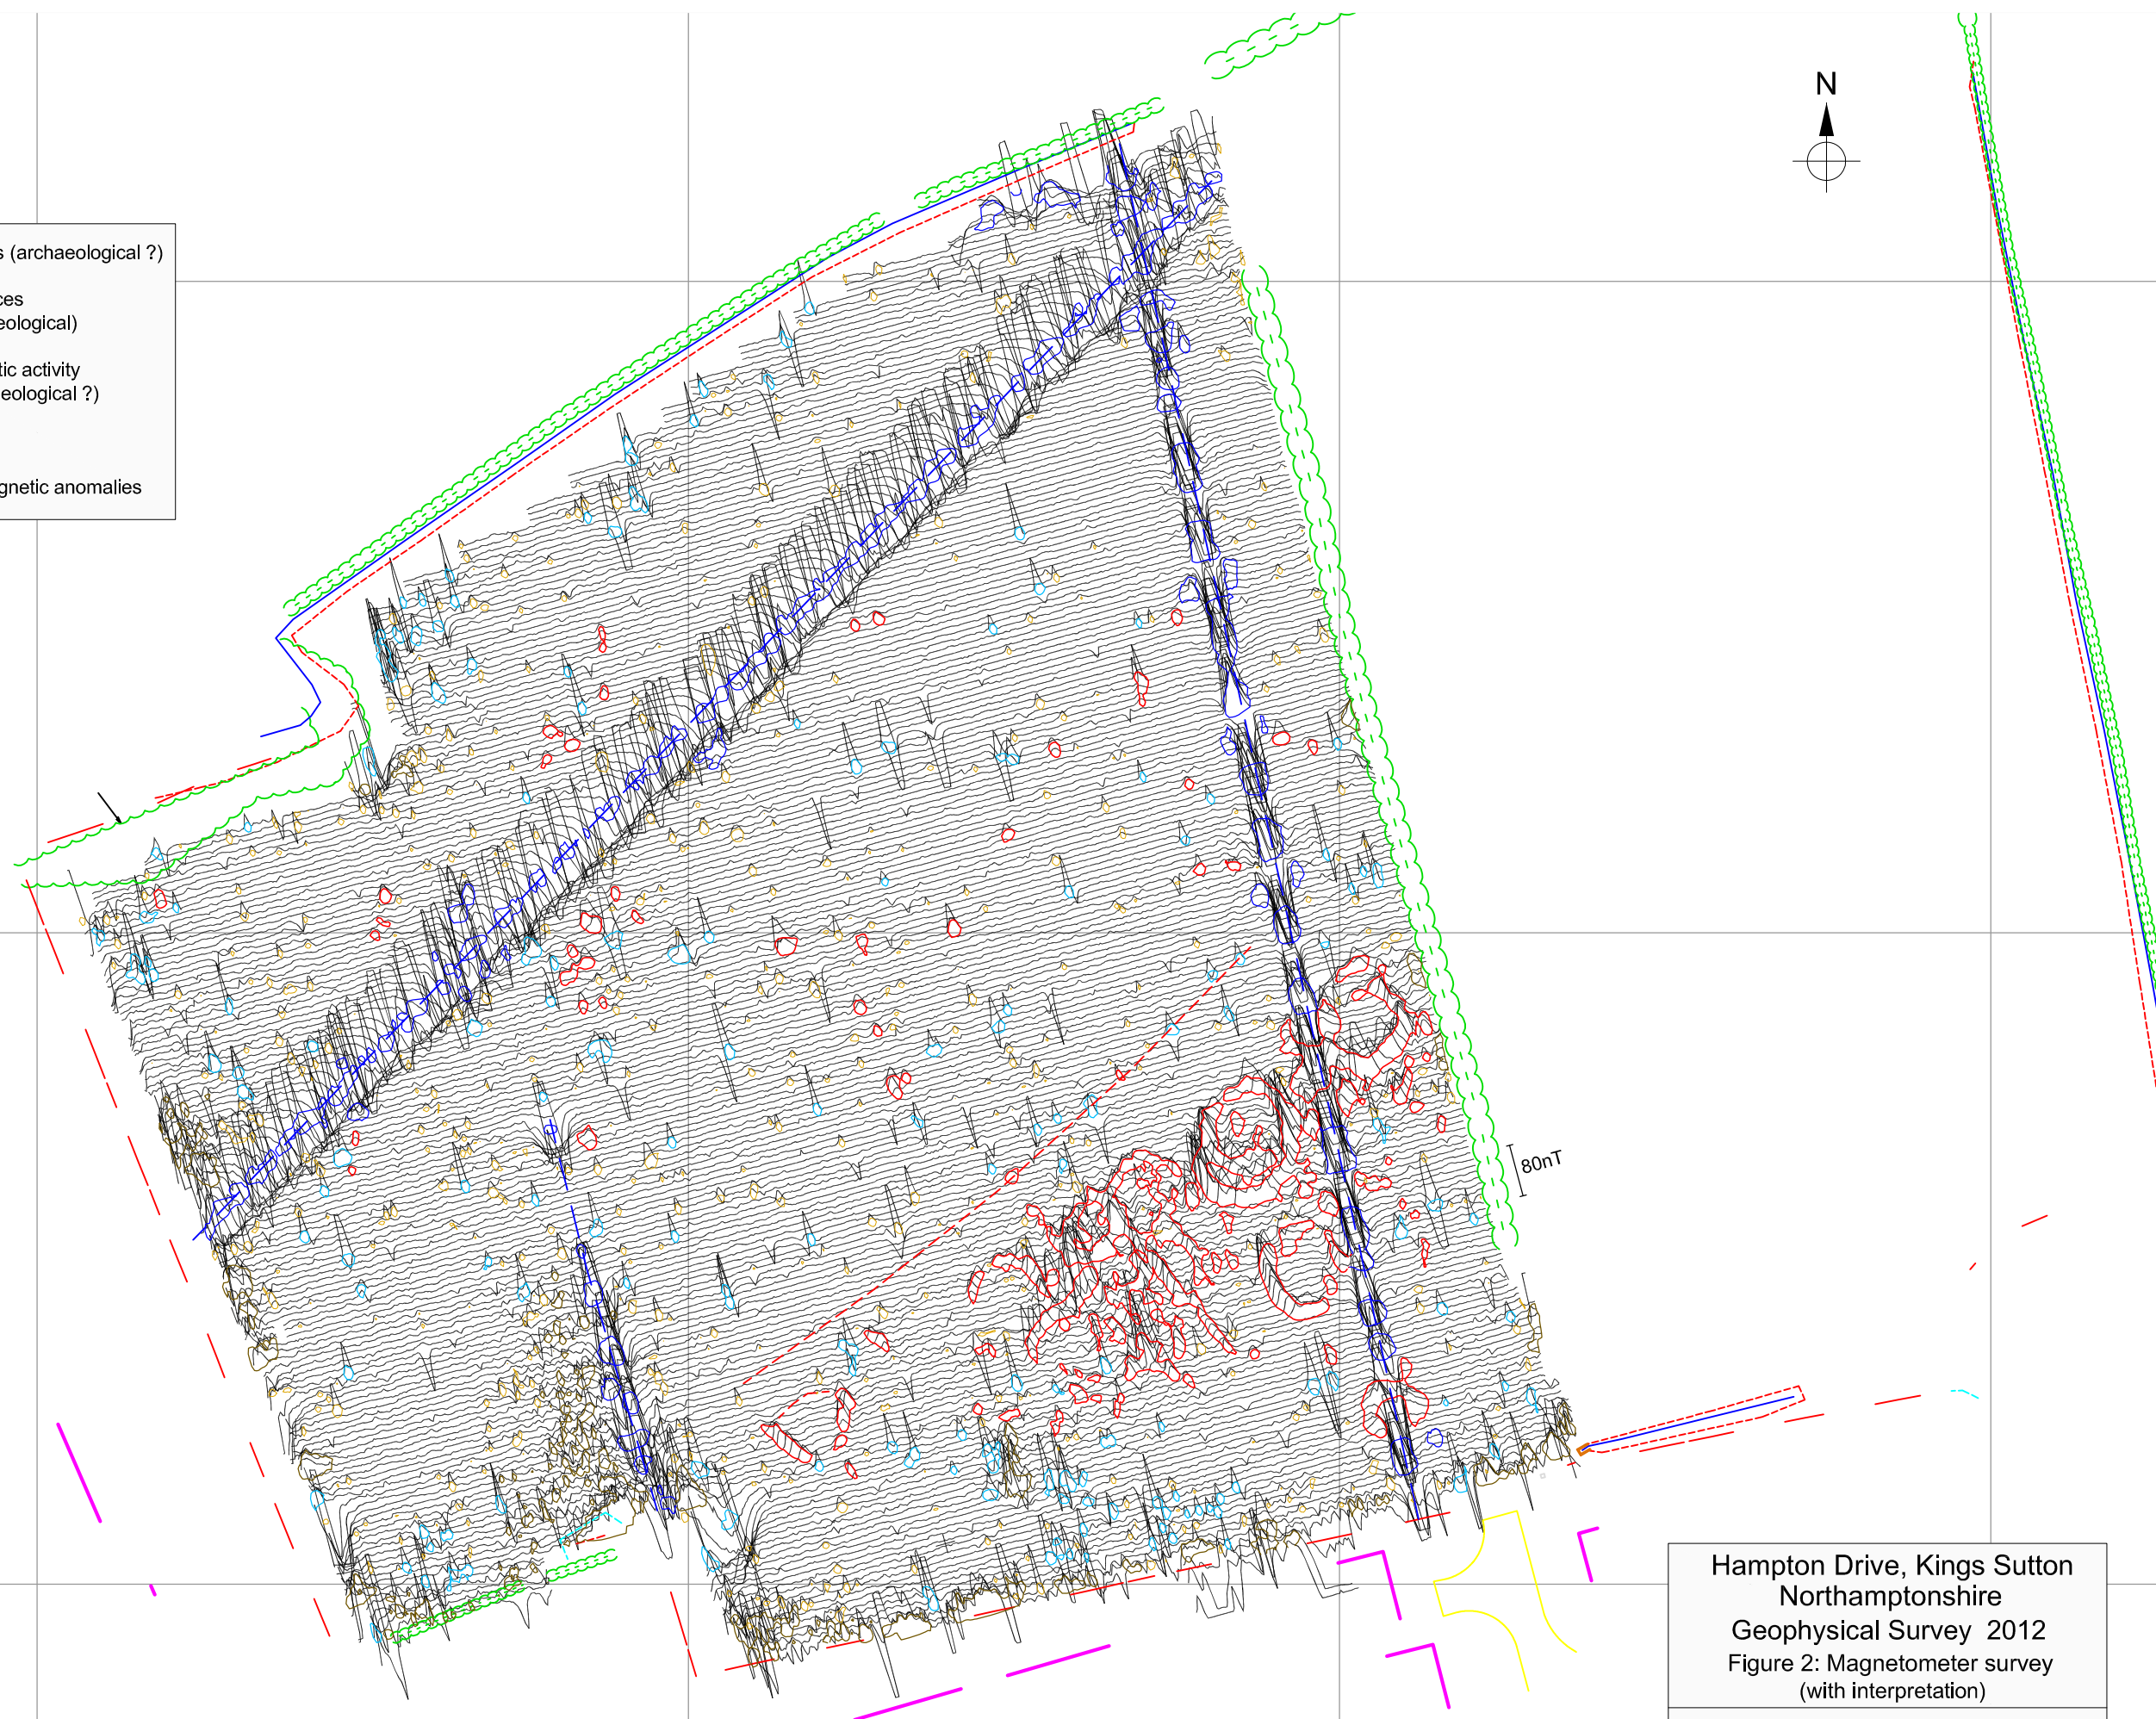 N
s (archaeological ?)
ces
eological)
tic activity
eological ?)
gnetic anomalies
80nT
Hampton Drive, Kings Sutton
Northamptonshire
Geophysical Survey 2012
Figure 2: Magnetometer survey
(with interpretation)